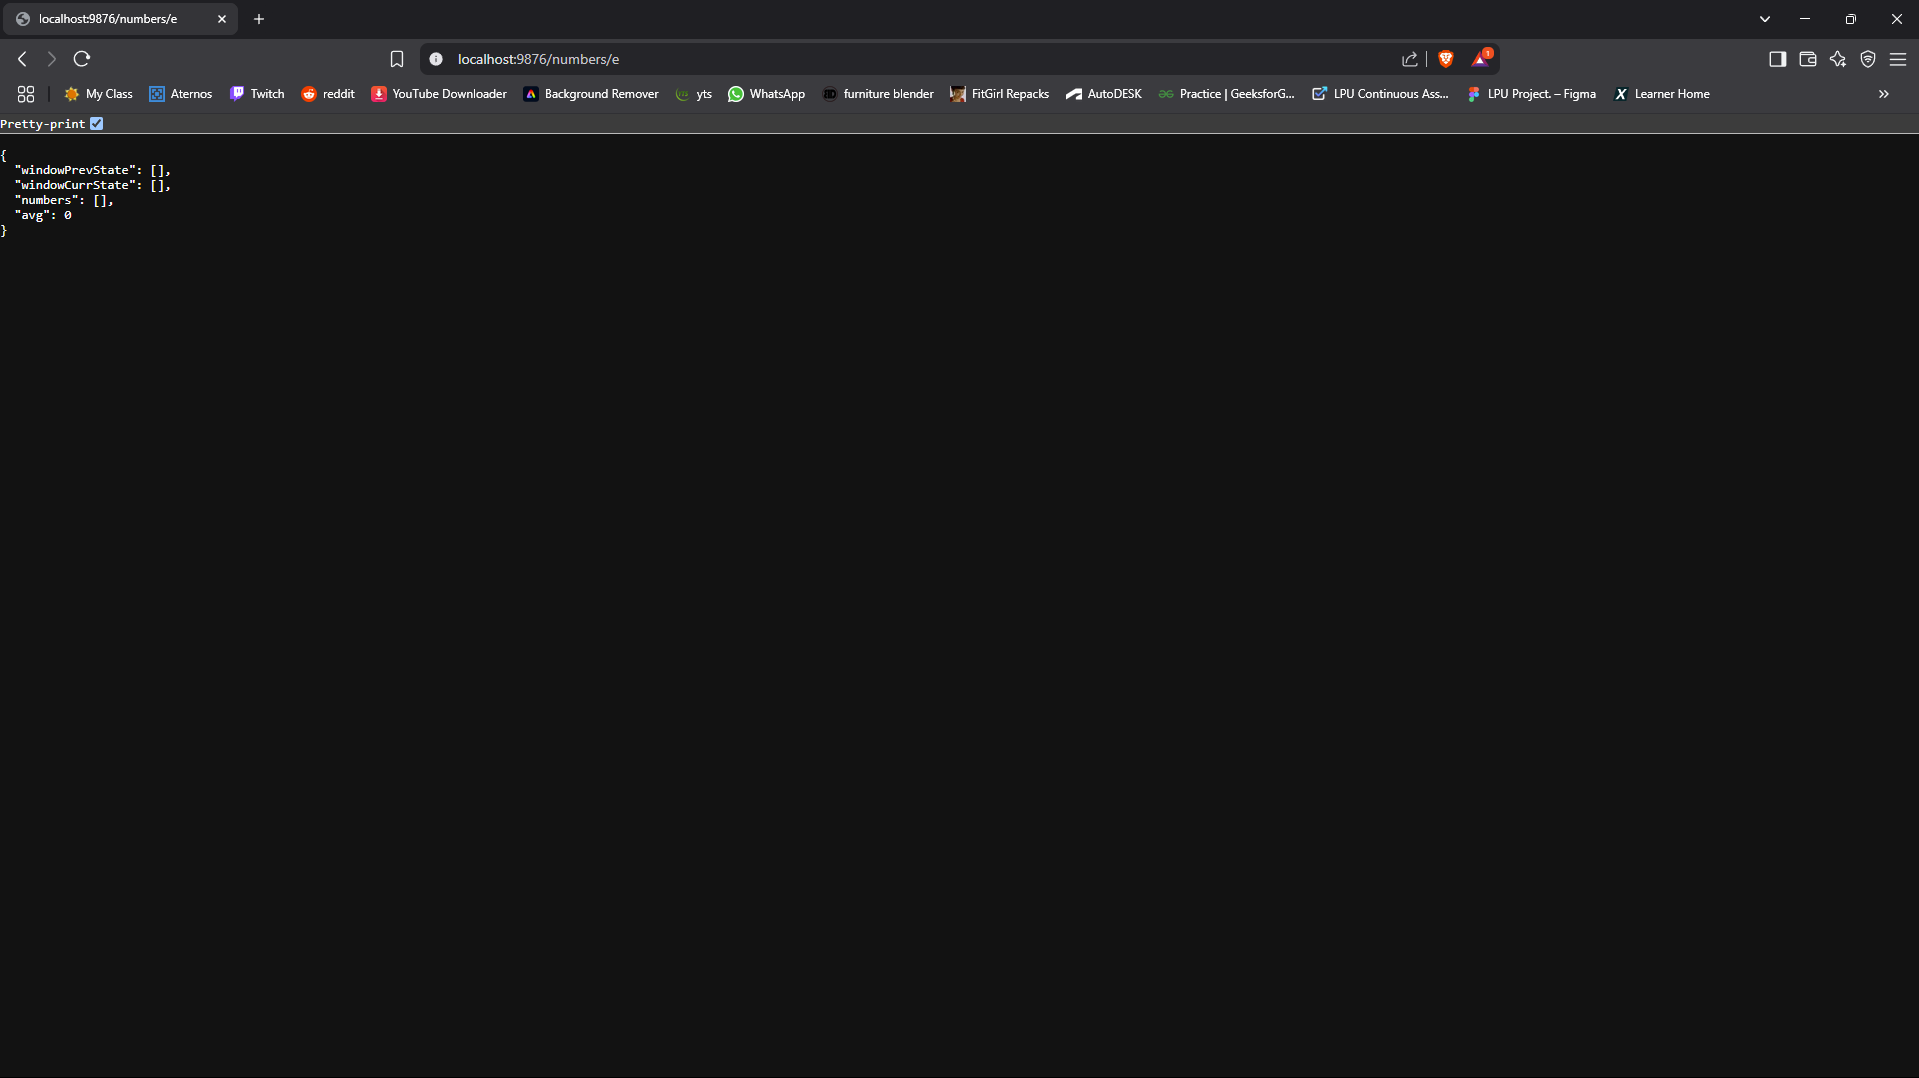 localhost:9876/numbers/e
localhost:9876/numbers/e
1
My Class Aternos Twitch reddit YouTube Downloader Background Remover yts WhatsApp furniture blender FitGirl Repacks AutoDESK Practice | GeeksforG... LPU Continuous Ass... LPU Project. – Figma Learner Home
Pretty-print
{
  "windowPrevState": [],
  "windowCurrState": [],
  "numbers": [],
  "avg": 0
}